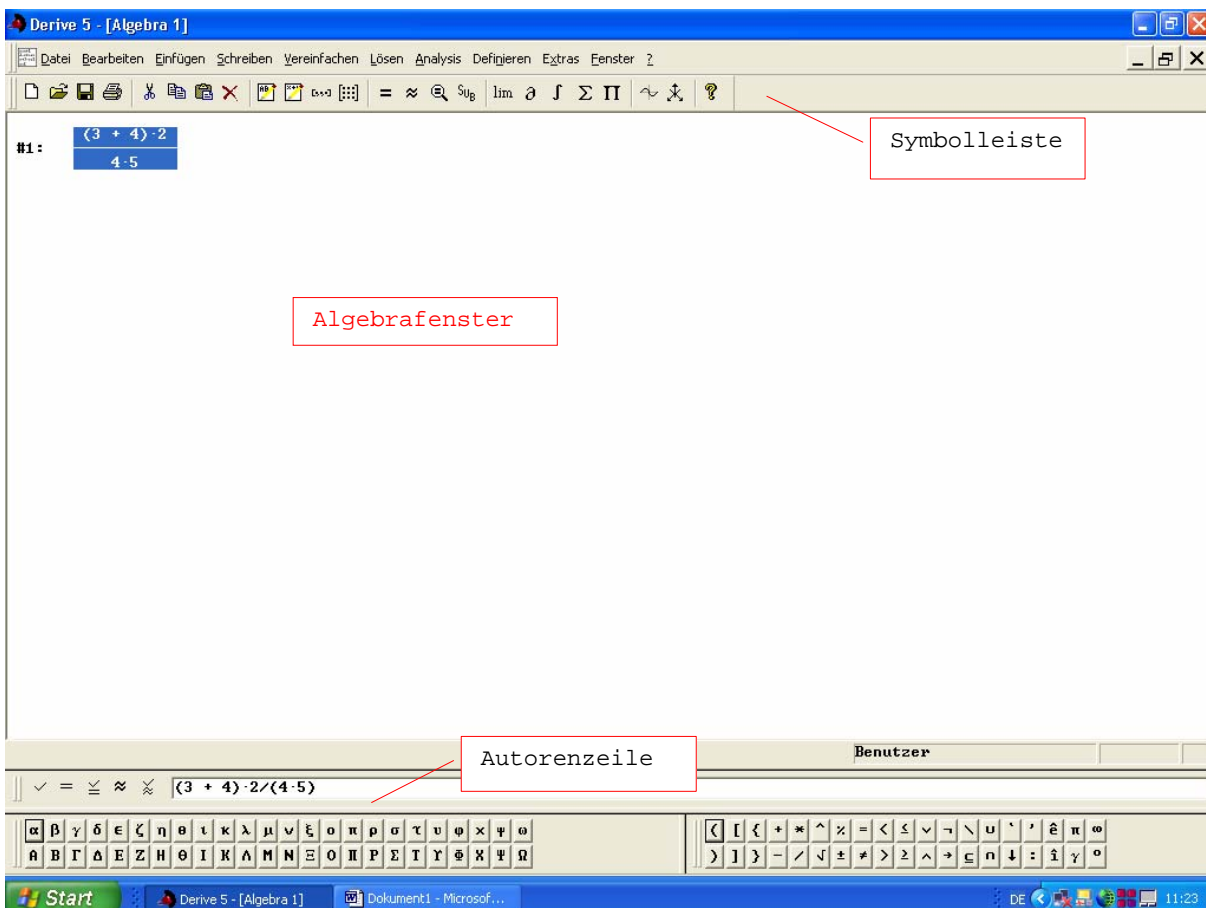 Derive 5 - [Algebra 1]
Datei Bearbeiten Einfügen Schreiben Vereinfachen Lösen Analysis Definieren Extras Fenster ?
= ≈ SUB lim ∂ ∫ Σ Π
Symbolleiste
(3 + 4)·2
#1:
4·5
Algebrafenster
Autorenzeile
Benutzer
✓ = ≈ (3 + 4)·2/(4·5)
α β γ δ ε ζ η θ ι κ λ μ ν ξ ο π ρ σ τ υ φ χ ψ ω
Α Β Γ Δ Ε Ζ Η Θ Ι Κ Λ Μ Ν Ξ Ο Π Ρ Σ Τ Υ Φ Χ Ψ Ω
( [ { + * ^ % = < ≤ ∨ ¬ \ ∪ ` ' ê π ∞
) ] } - / √ ± ≠ > ≥ ∧ → ⊆ ∩ ↓ : î γ °
Start
Derive 5 - [Algebra 1]
Dokument1 - Microsof...
DE
11:23